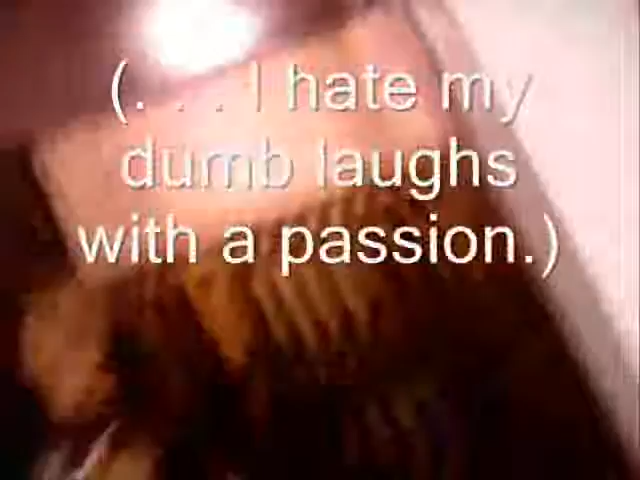 (. . . I hate my
dumb laughs
with a passion.)